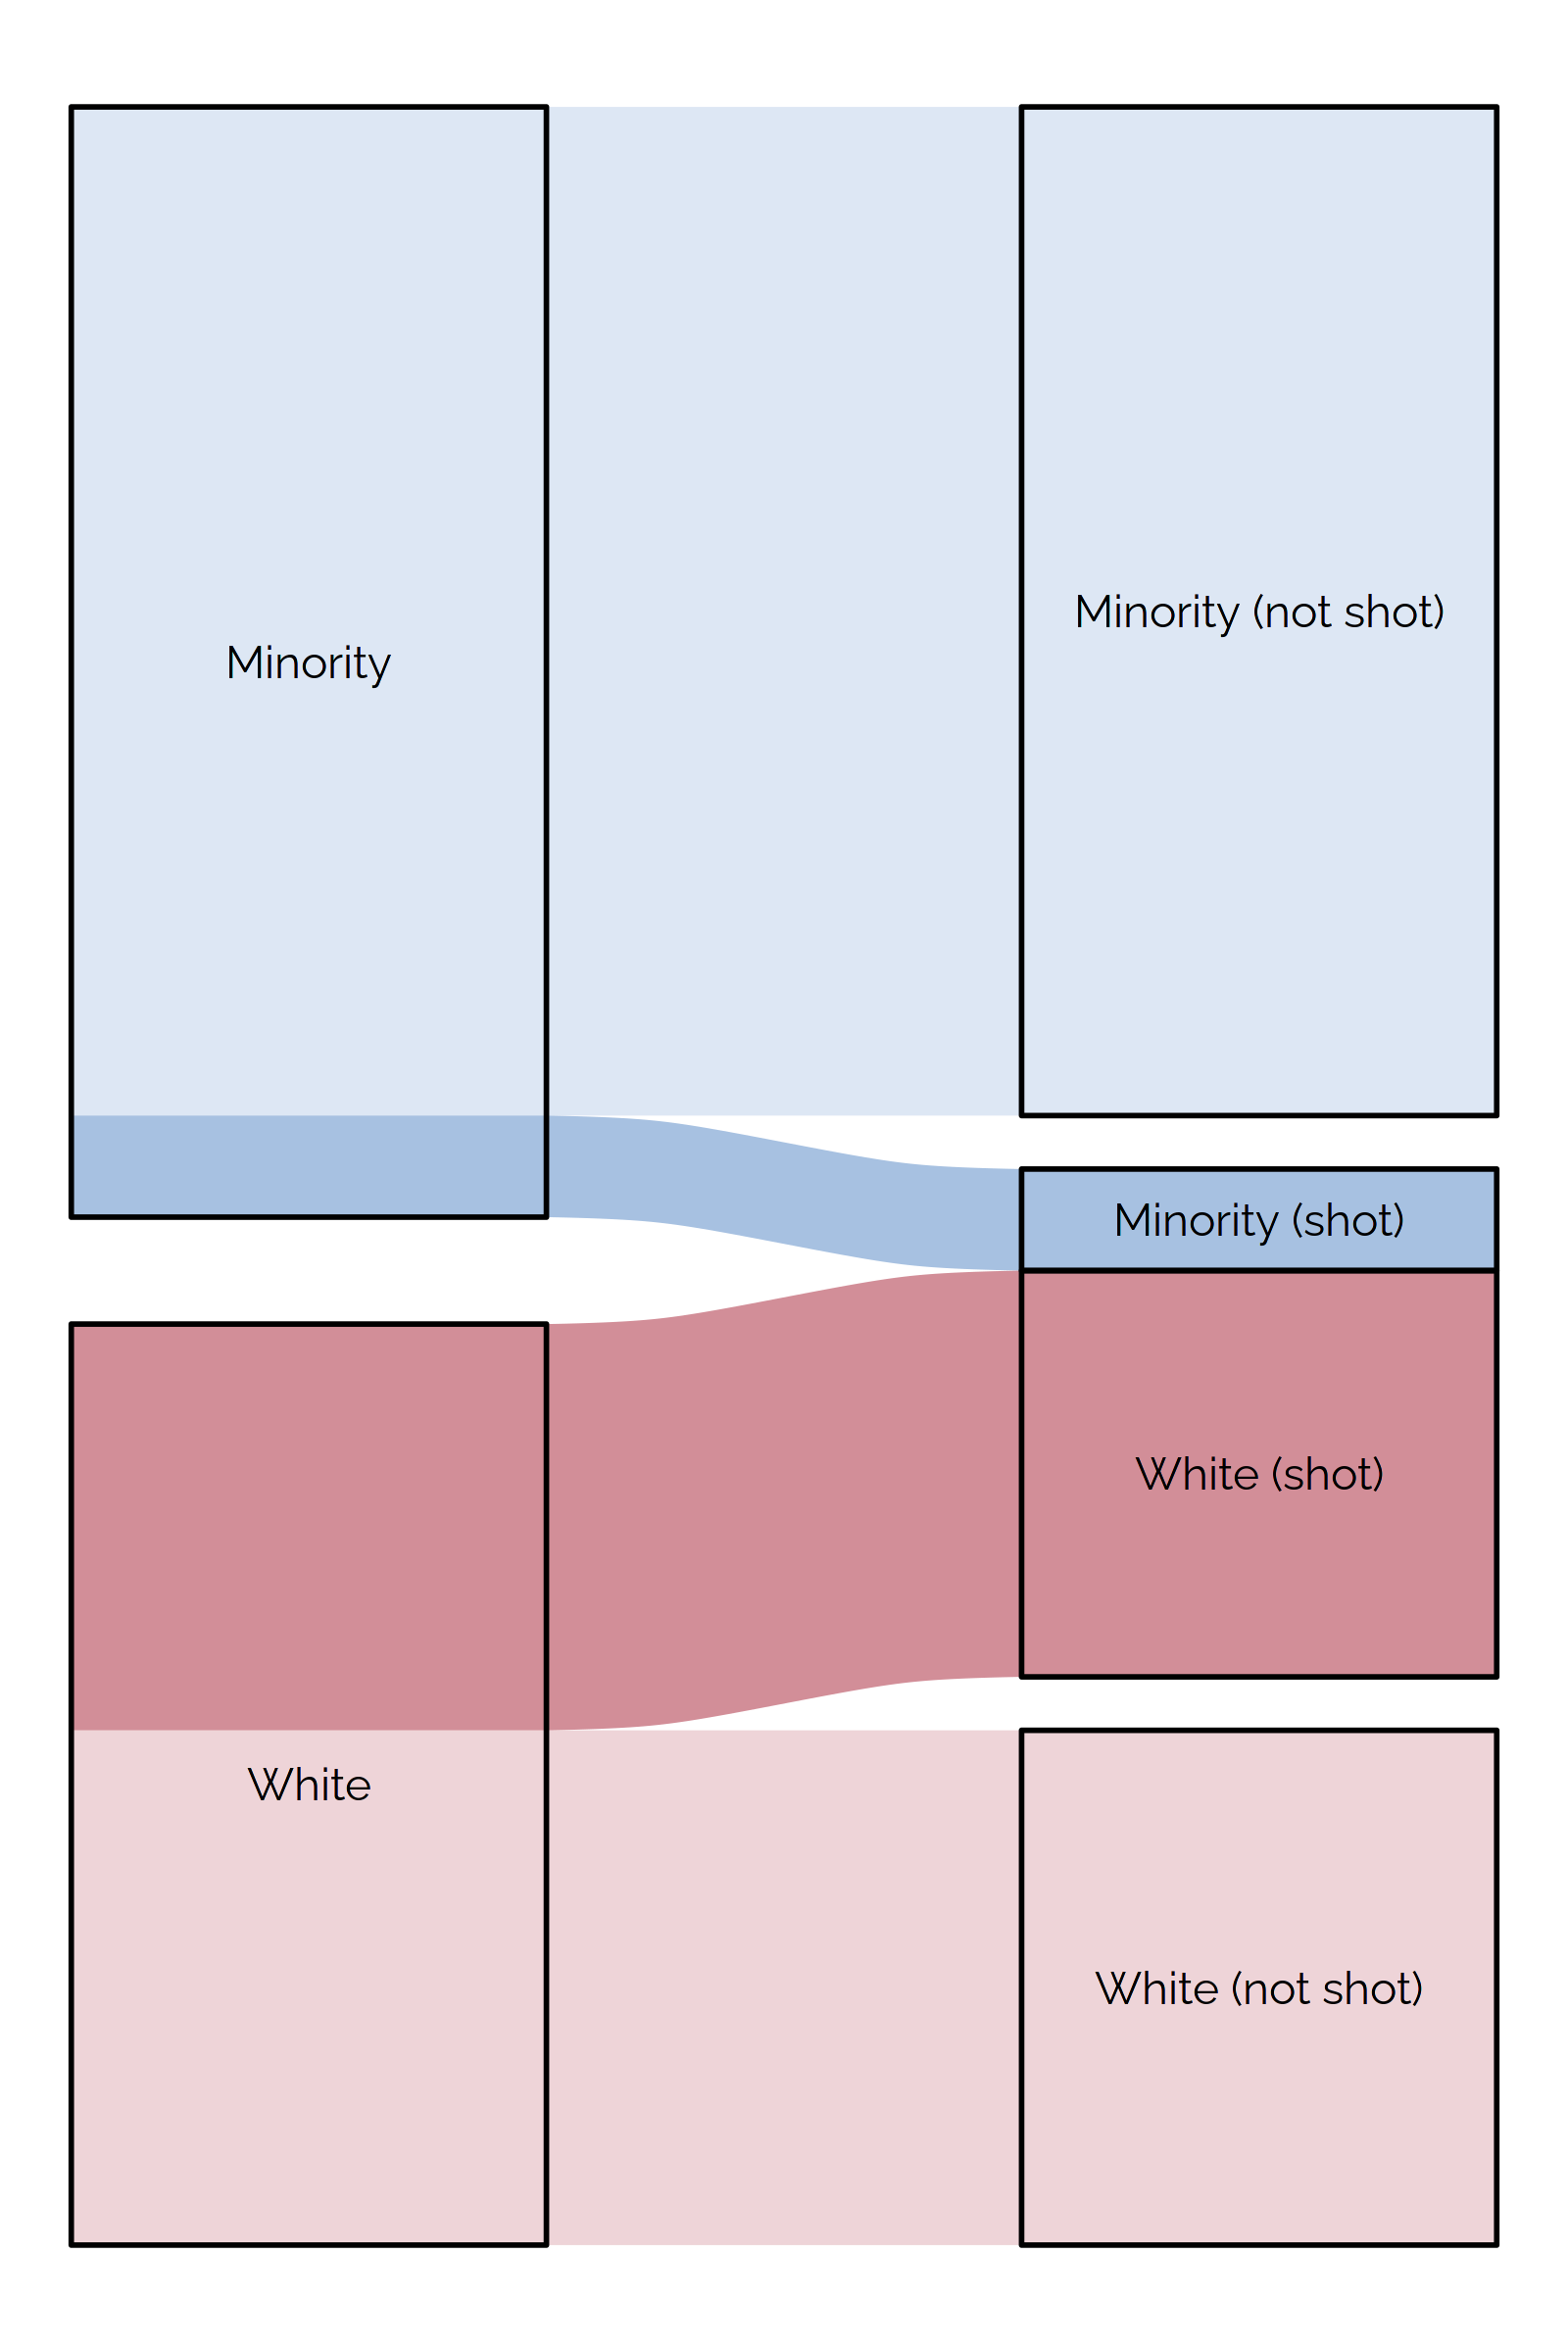 Minority
Minority (not shot)
Minority (shot)
White (shot)
White
White (not shot)